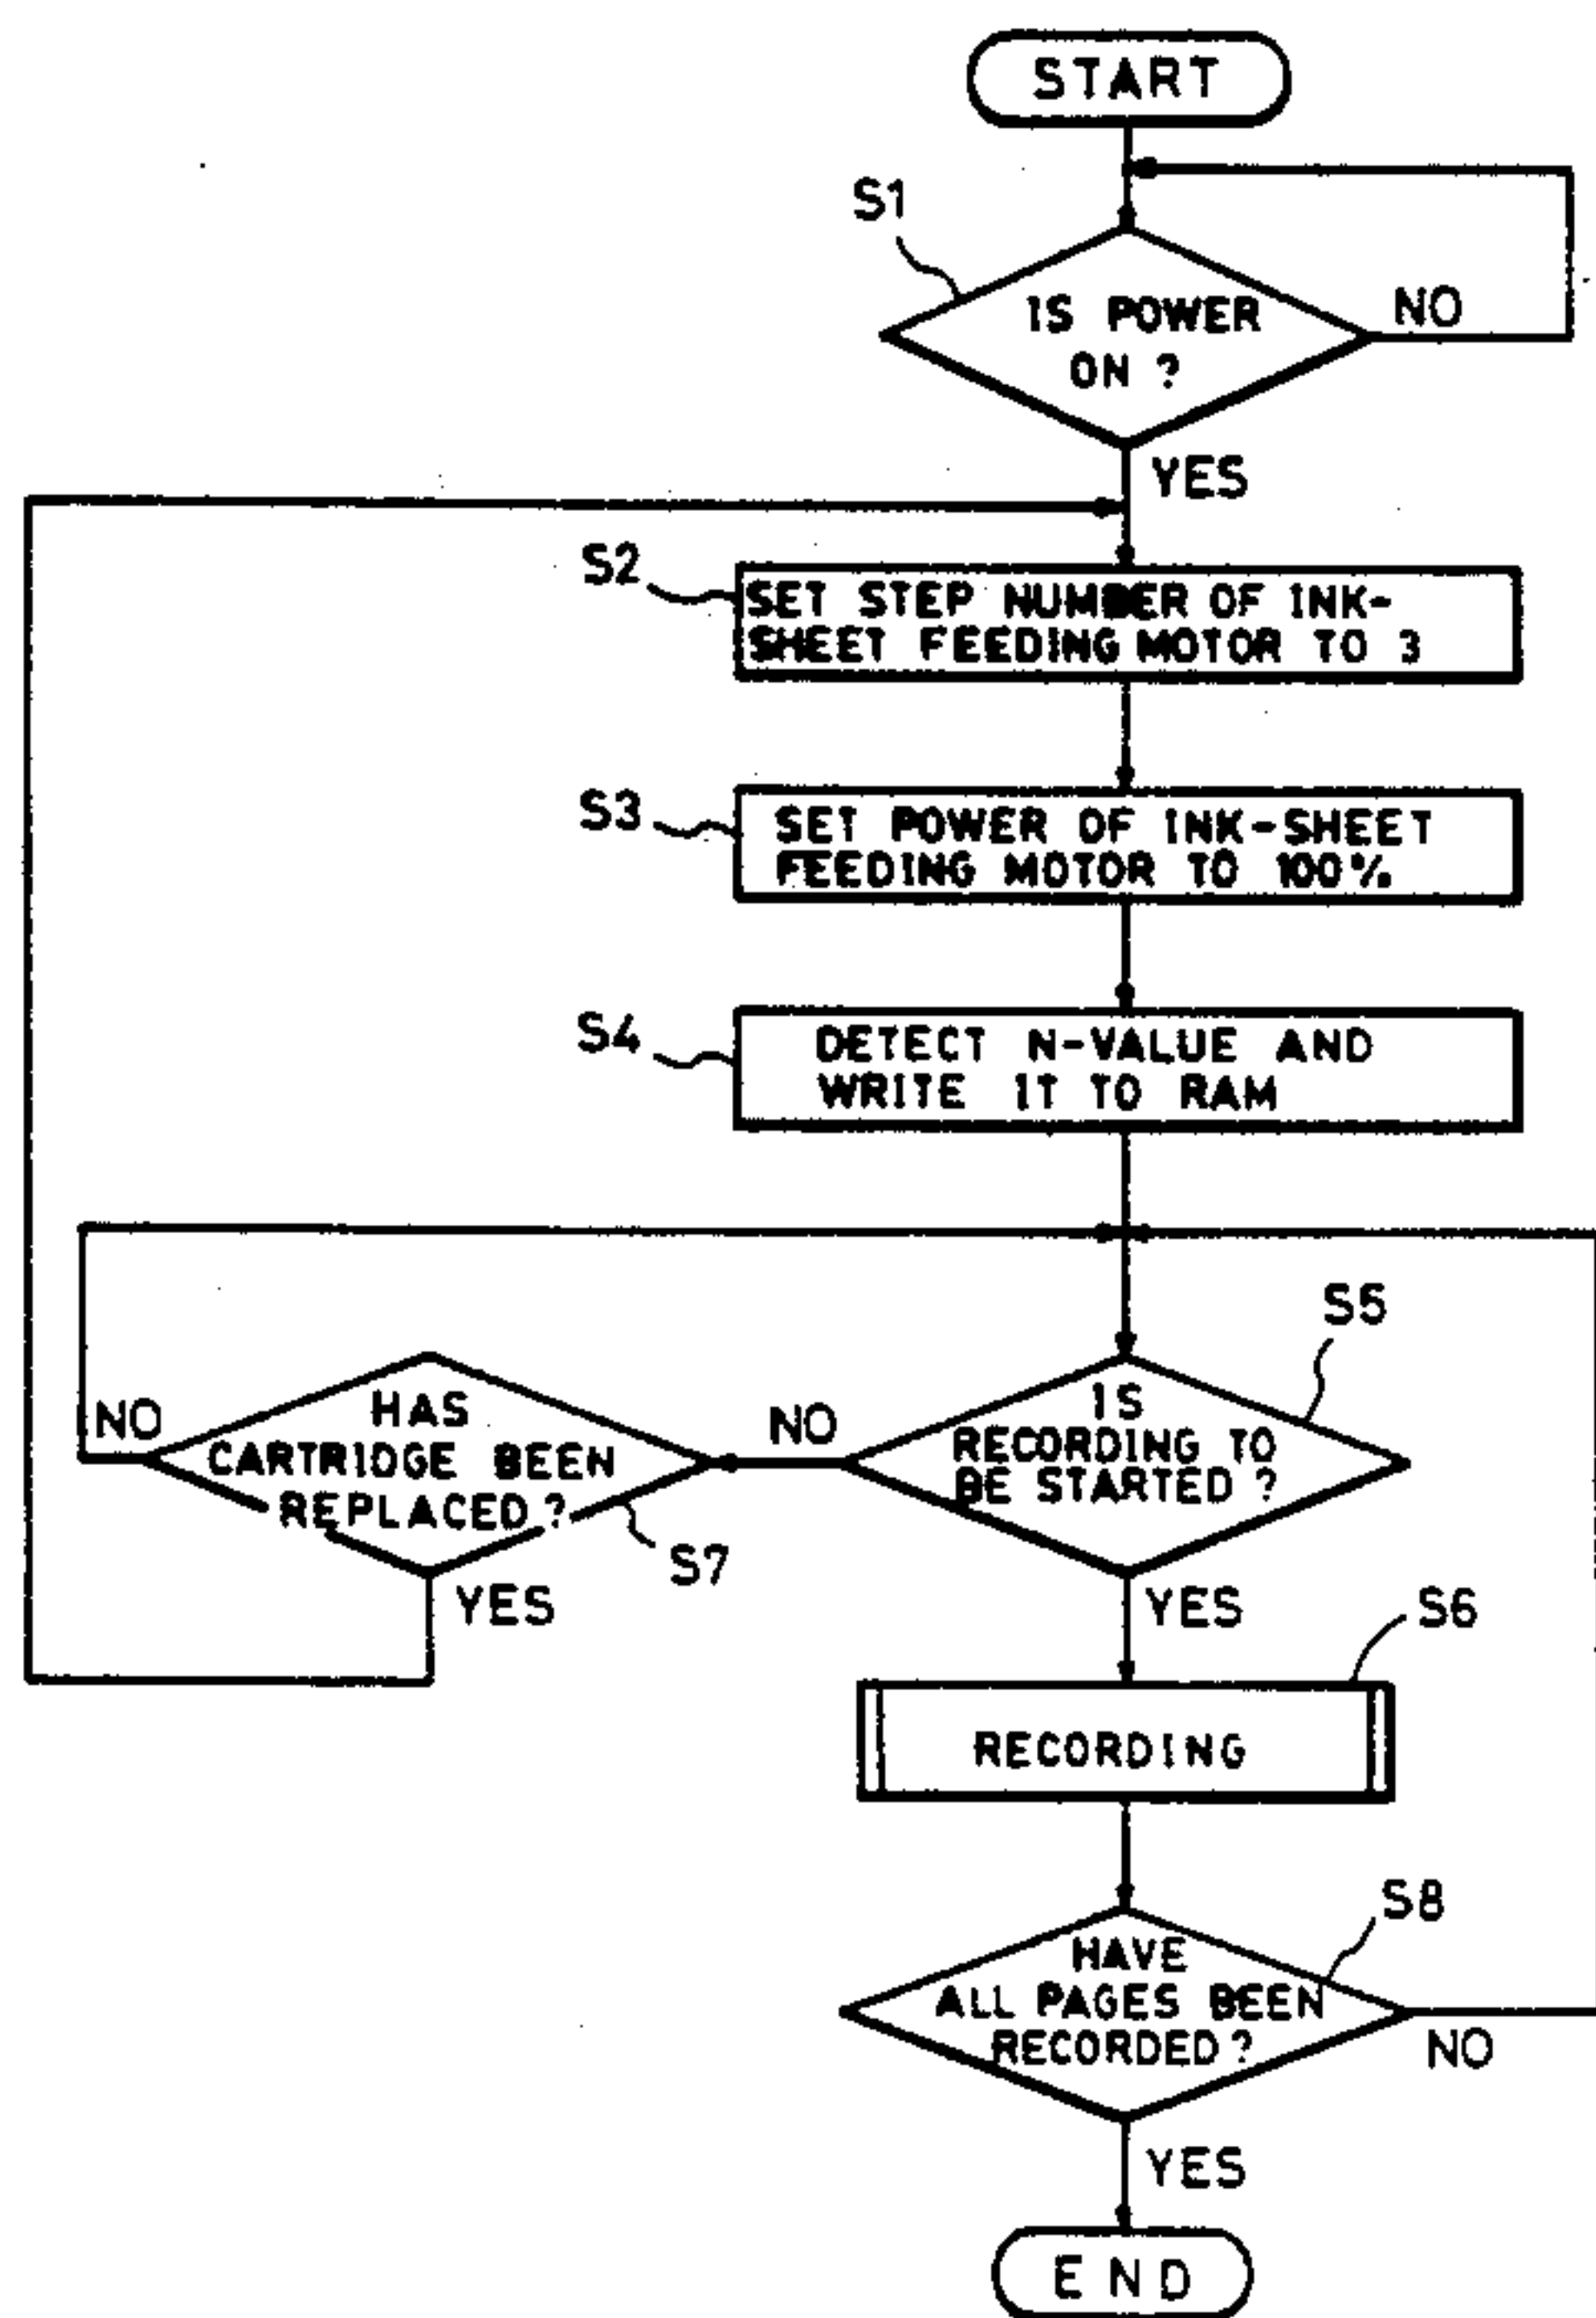 START
S1
IS POWER
ON ?
NO
YES
S2
SET STEP NUMBER OF INK-
SHEET FEEDING MOTOR TO 3
S3
SET POWER OF INK-SHEET
FEEDING MOTOR TO 100%
S4
DETECT N-VALUE AND
WRITE IT TO RAM
S5
IS
RECORDING TO
BE STARTED ?
NO
HAS
CARTRIDGE BEEN
REPLACED ?
NO
S7
YES
YES
S6
RECORDING
S8
HAVE
ALL PAGES BEEN
RECORDED ?
NO
YES
END